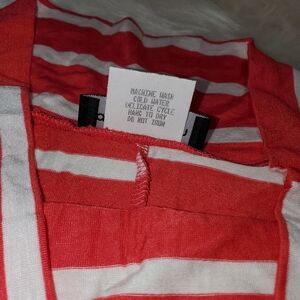 MACHINE WASH
COLD WATER
DELICATE CYCLE
HANG TO DRY
DO NOT IRON